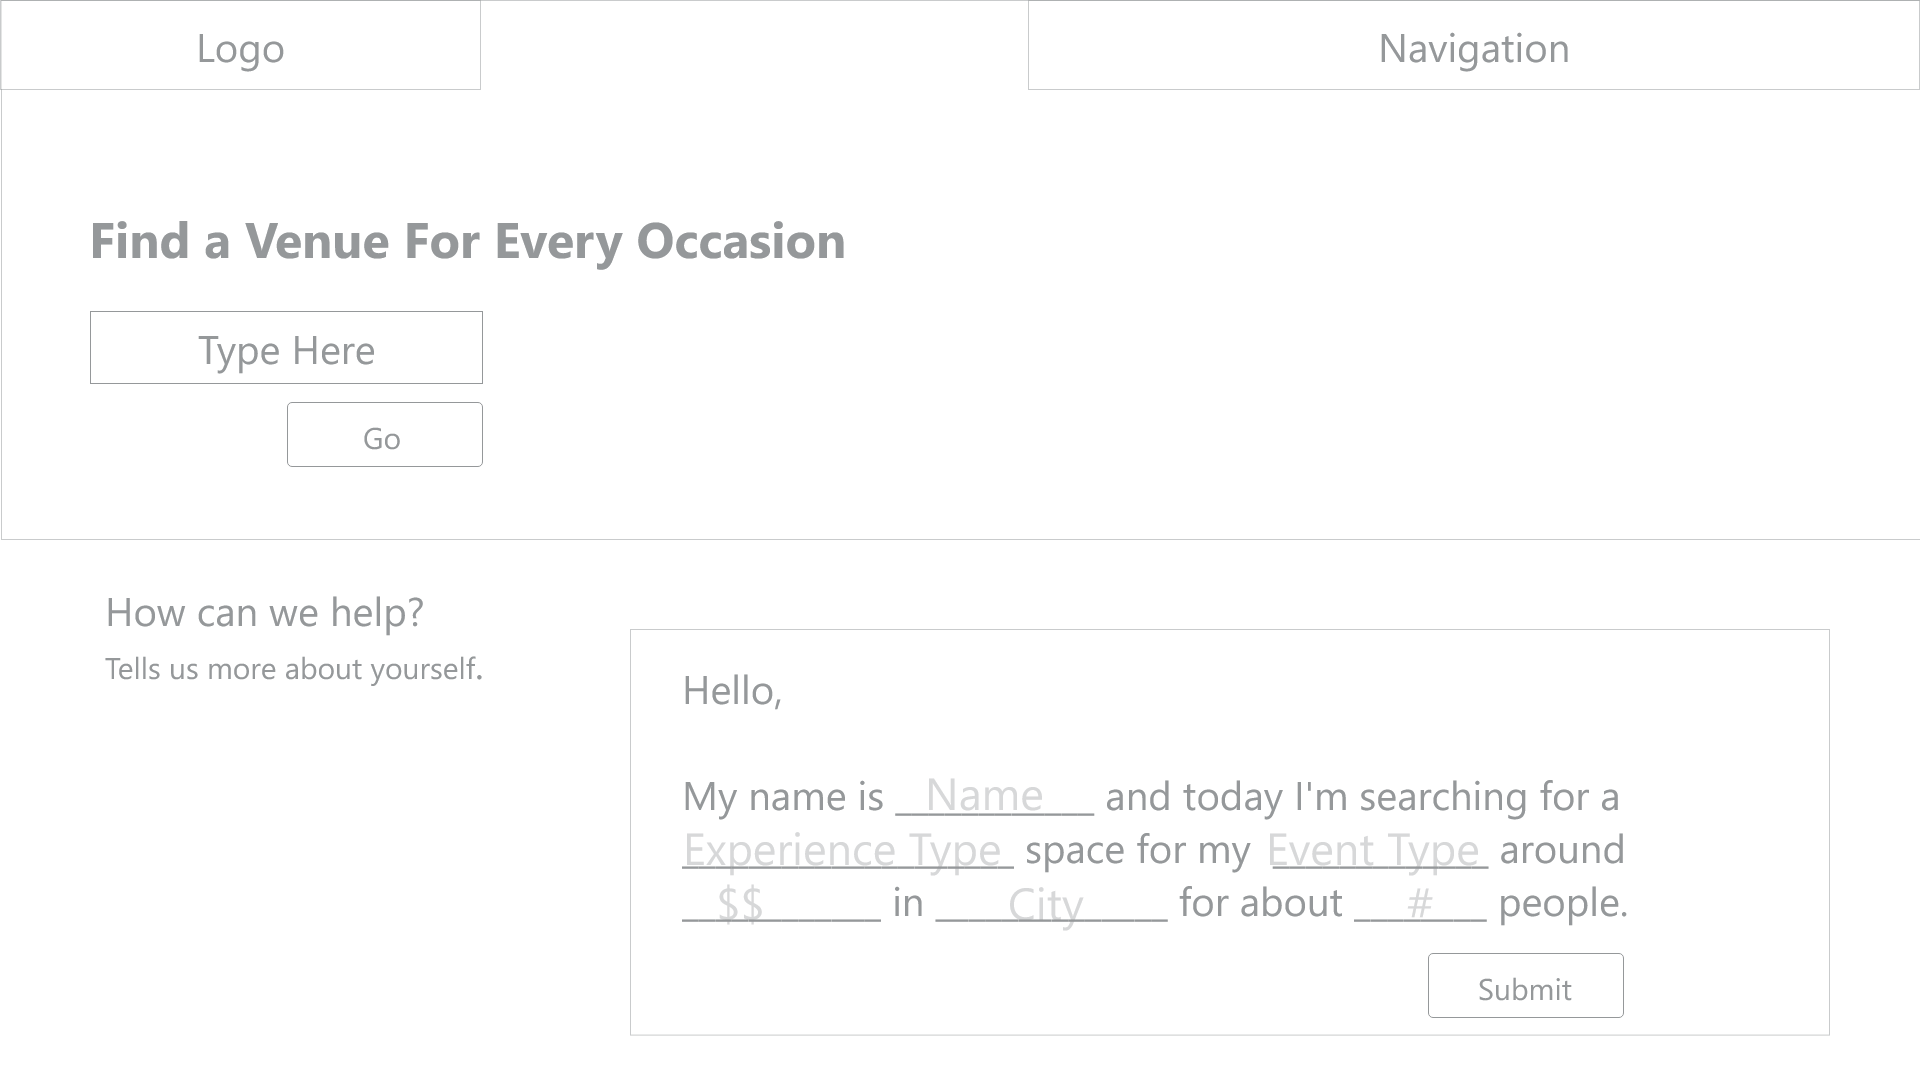 Logo
Navigation
Find a Venue For Every Occasion
Type Here
Go
How can we help?
Tells us more about yourself.
Hello,
My name is Name and today I'm searching for a
Experience Type space for my Event Type around
$$ in City for about # people.
Submit